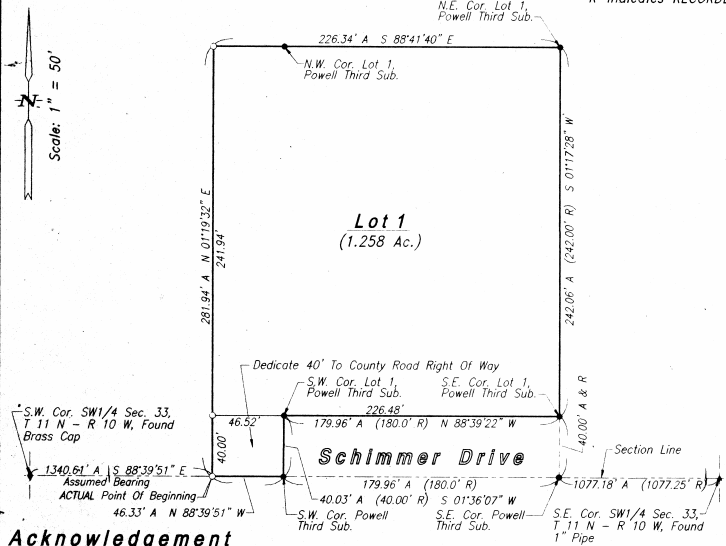 R indicates RECORDED
N.E. Cor. Lot 1,
Powell Third Sub.
226.34' A S 88°41'40" E
N.W. Cor. Lot 1,
Powell Third Sub.
N
Scale: 1" = 50'
281.94' A N 01°19'32" E
241.94'
Lot 1
(1.258 Ac.)
242.06' A (242.00' R) S 01°17'28" W
Dedicate 40' To County Road Right Of Way
S.W. Cor. Lot 1,
Powell Third Sub.
S.E. Cor. Lot 1,
Powell Third Sub.
S.W. Cor. SW1/4 Sec. 33,
T 11 N - R 10 W, Found
Brass Cap
226.48'
46.52'
179.96' A (180.0' R) N 88°39'22" W
40.00'
40.00' A & R
Schimmer Drive
Section Line
1340.61' A S 88°39'51" E
Assumed Bearing
ACTUAL Point Of Beginning
179.96' A (180.0' R)
1077.18' A (1077.25' R)
40.03' A (40.00' R) S 01°36'07" W
46.33' A N 88°39'51" W
S.W. Cor. Powell
Third Sub.
S.E. Cor. Powell
Third Sub.
S.E. Cor. SW1/4 Sec. 33,
T 11 N - R 10 W, Found
1" Pipe
Acknowledgement